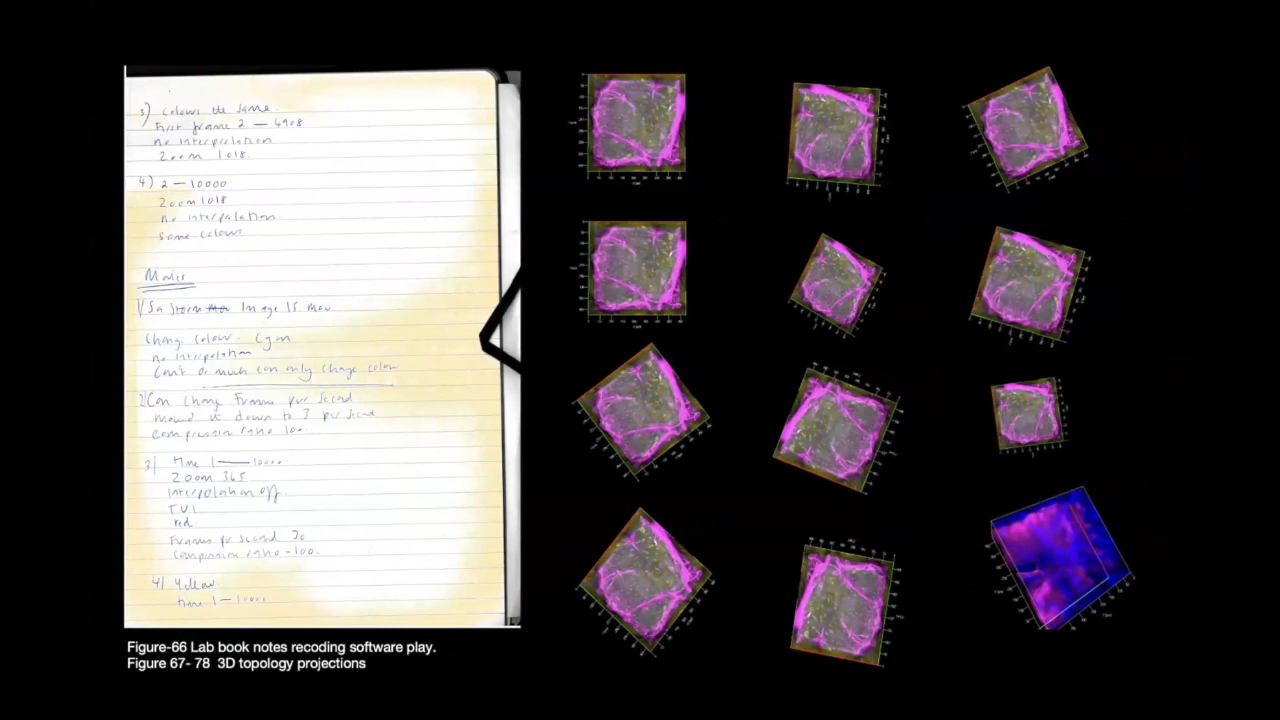 3) Colours the same.
First frame 2 — 4908
no interpolation
Zoom 1018.
4) 2 — 10000
Zoom 1018
no interpolation
Same Colours
Movies
Storm Image 15 Mov
Change colour. Cyan
no interpolation
Can't do much can only change colour
2) Can change Frames per second
moved it down to 3 per second
Compression ratio 100.
3) time 1 — 10000
Zoom 365
Interpolation off.
red.
Frames per second 30
Compression ratio - 100.
4) Yellow
time 1 — 10000
Figure-66 Lab book notes recoding software play.
Figure 67- 78 3D topology projections